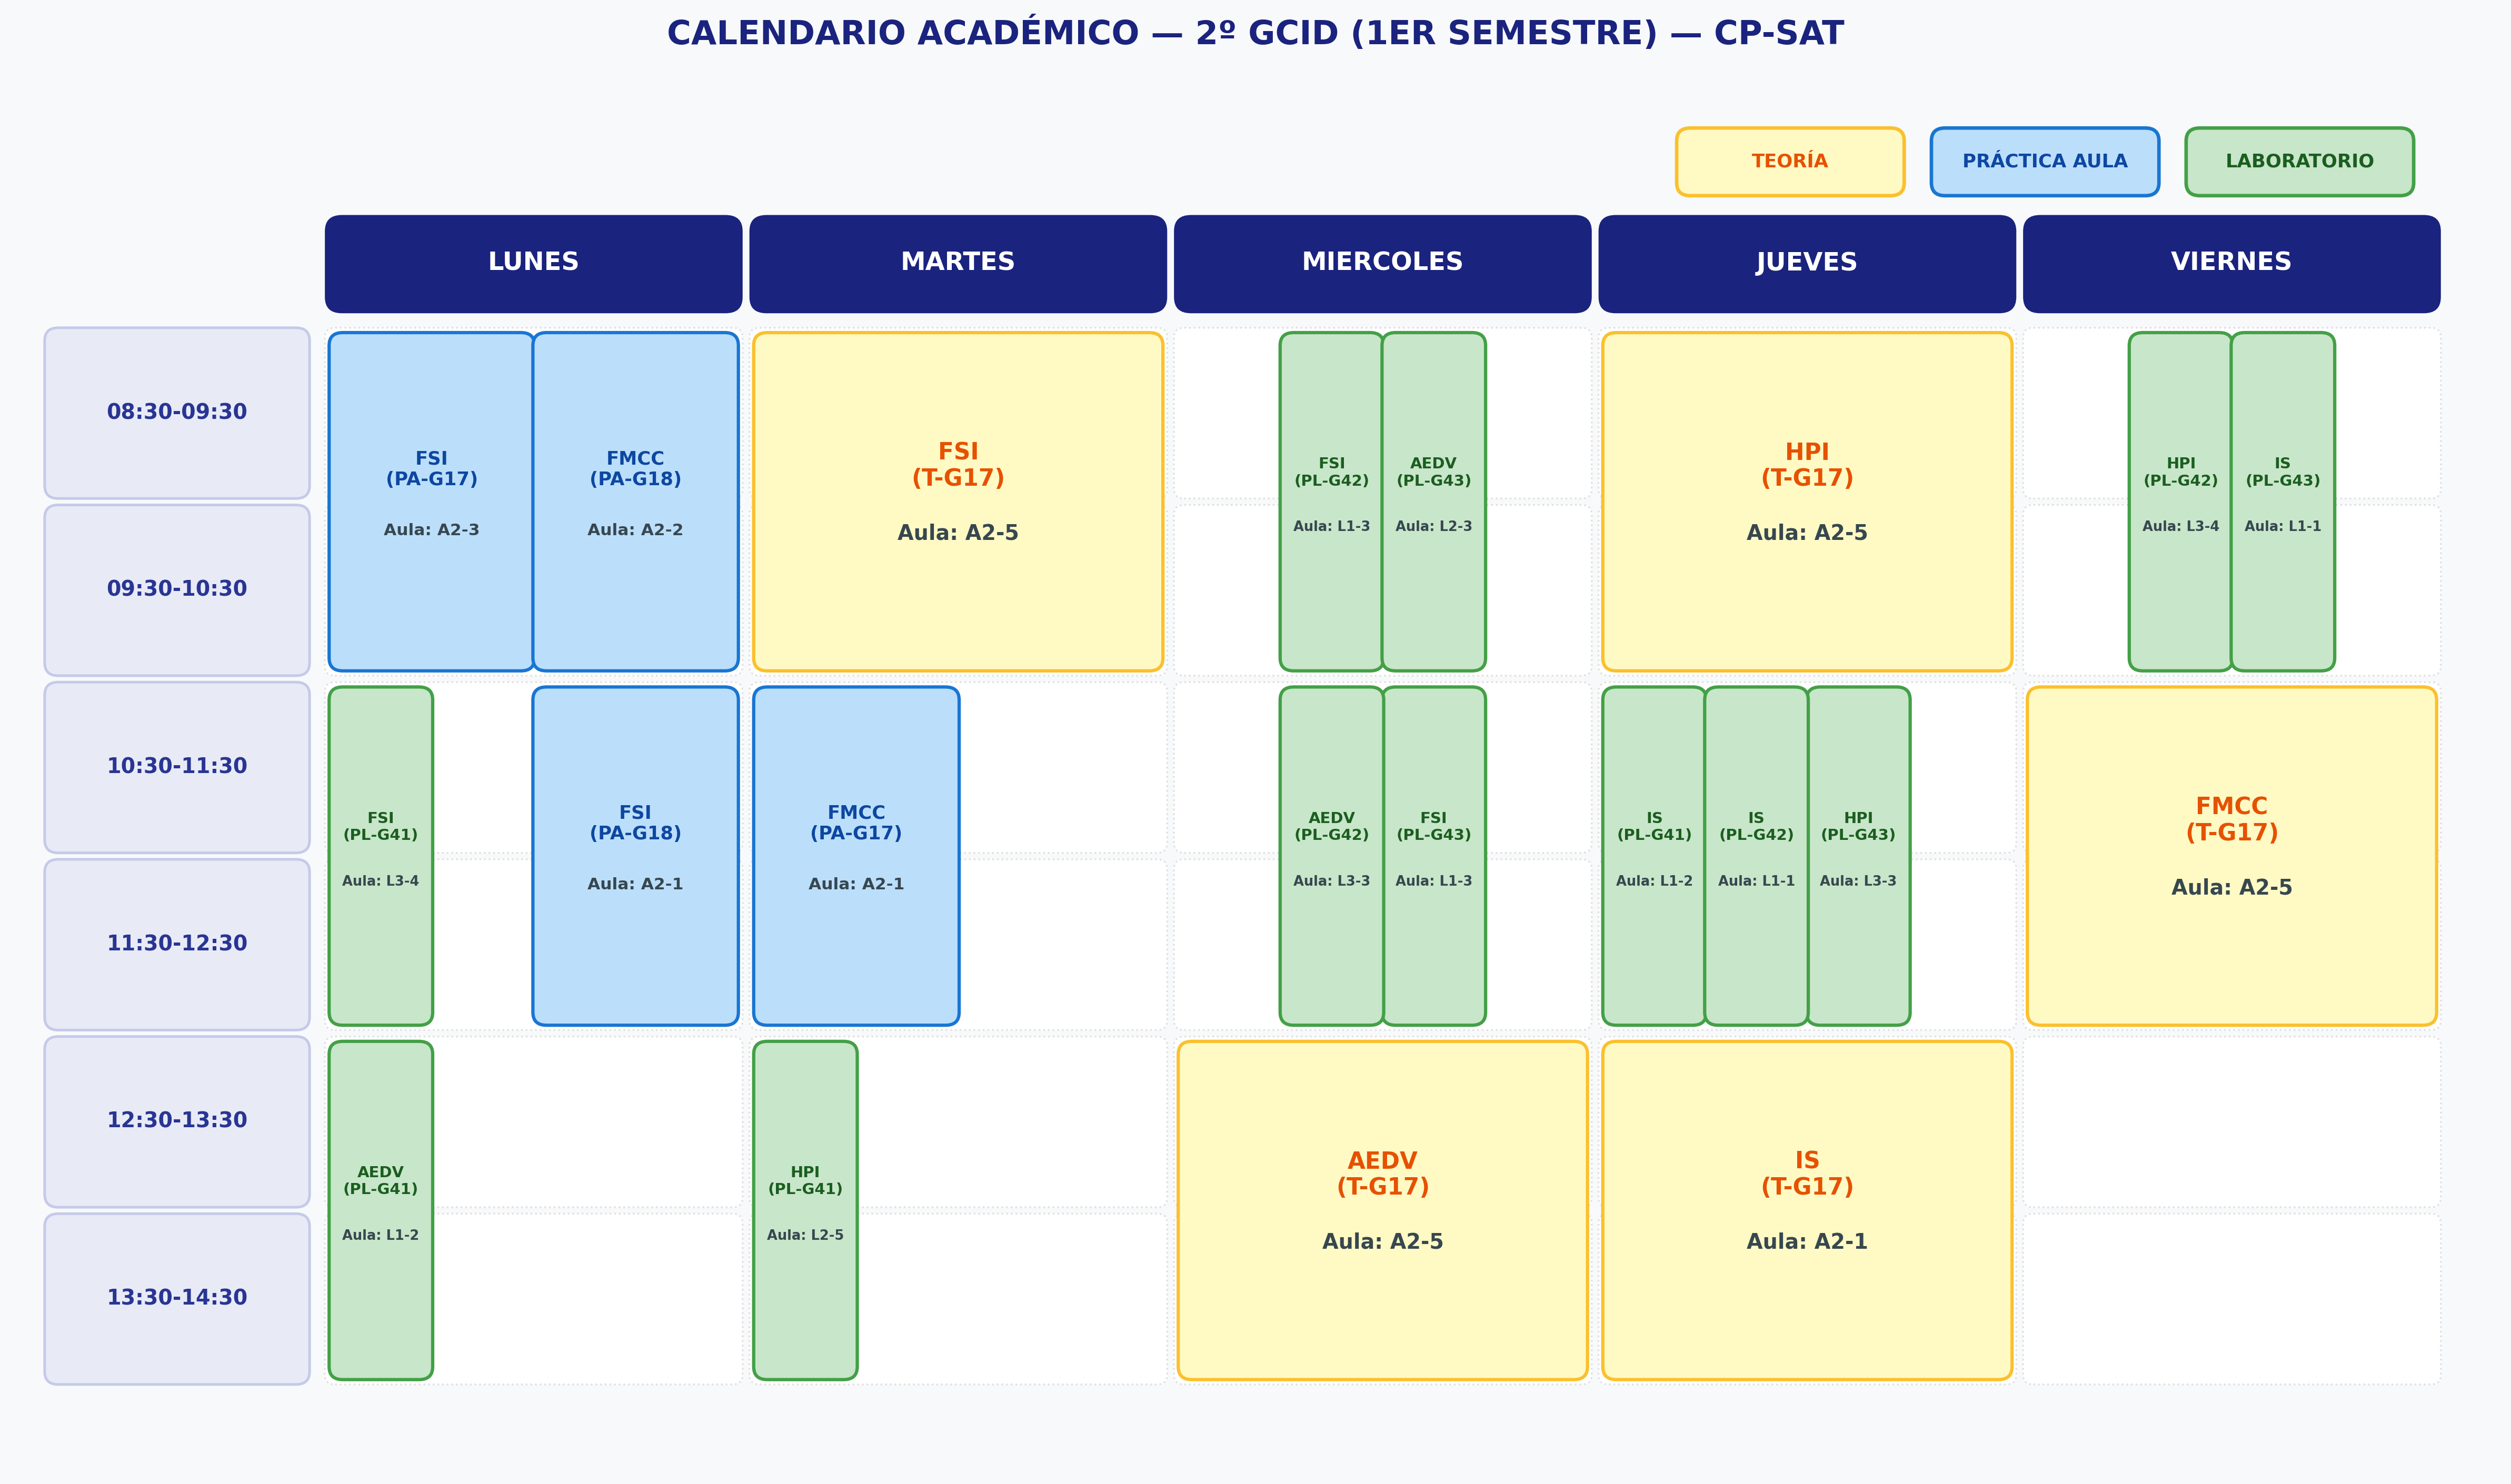 CALENDARIO ACADÉMICO — 2º GCID (1ER SEMESTRE) — CP-SAT
TEORÍA
PRÁCTICA AULA
LABORATORIO
LUNES
MARTES
MIERCOLES
JUEVES
VIERNES
08:30-09:30
09:30-10:30
FSI
(PA-G17)
Aula: A2-3
FMCC
(PA-G18)
Aula: A2-2
FSI
(T-G17)
Aula: A2-5
FSI
(PL-G42)
Aula: L1-3
AEDV
(PL-G43)
Aula: L2-3
HPI
(T-G17)
Aula: A2-5
HPI
(PL-G42)
Aula: L3-4
IS
(PL-G43)
Aula: L1-1
10:30-11:30
11:30-12:30
FSI
(PL-G41)
Aula: L3-4
FSI
(PA-G18)
Aula: A2-1
FMCC
(PA-G17)
Aula: A2-1
AEDV
(PL-G42)
Aula: L3-3
FSI
(PL-G43)
Aula: L1-3
IS
(PL-G41)
Aula: L1-2
IS
(PL-G42)
Aula: L1-1
HPI
(PL-G43)
Aula: L3-3
FMCC
(T-G17)
Aula: A2-5
12:30-13:30
13:30-14:30
AEDV
(PL-G41)
Aula: L1-2
HPI
(PL-G41)
Aula: L2-5
AEDV
(T-G17)
Aula: A2-5
IS
(T-G17)
Aula: A2-1